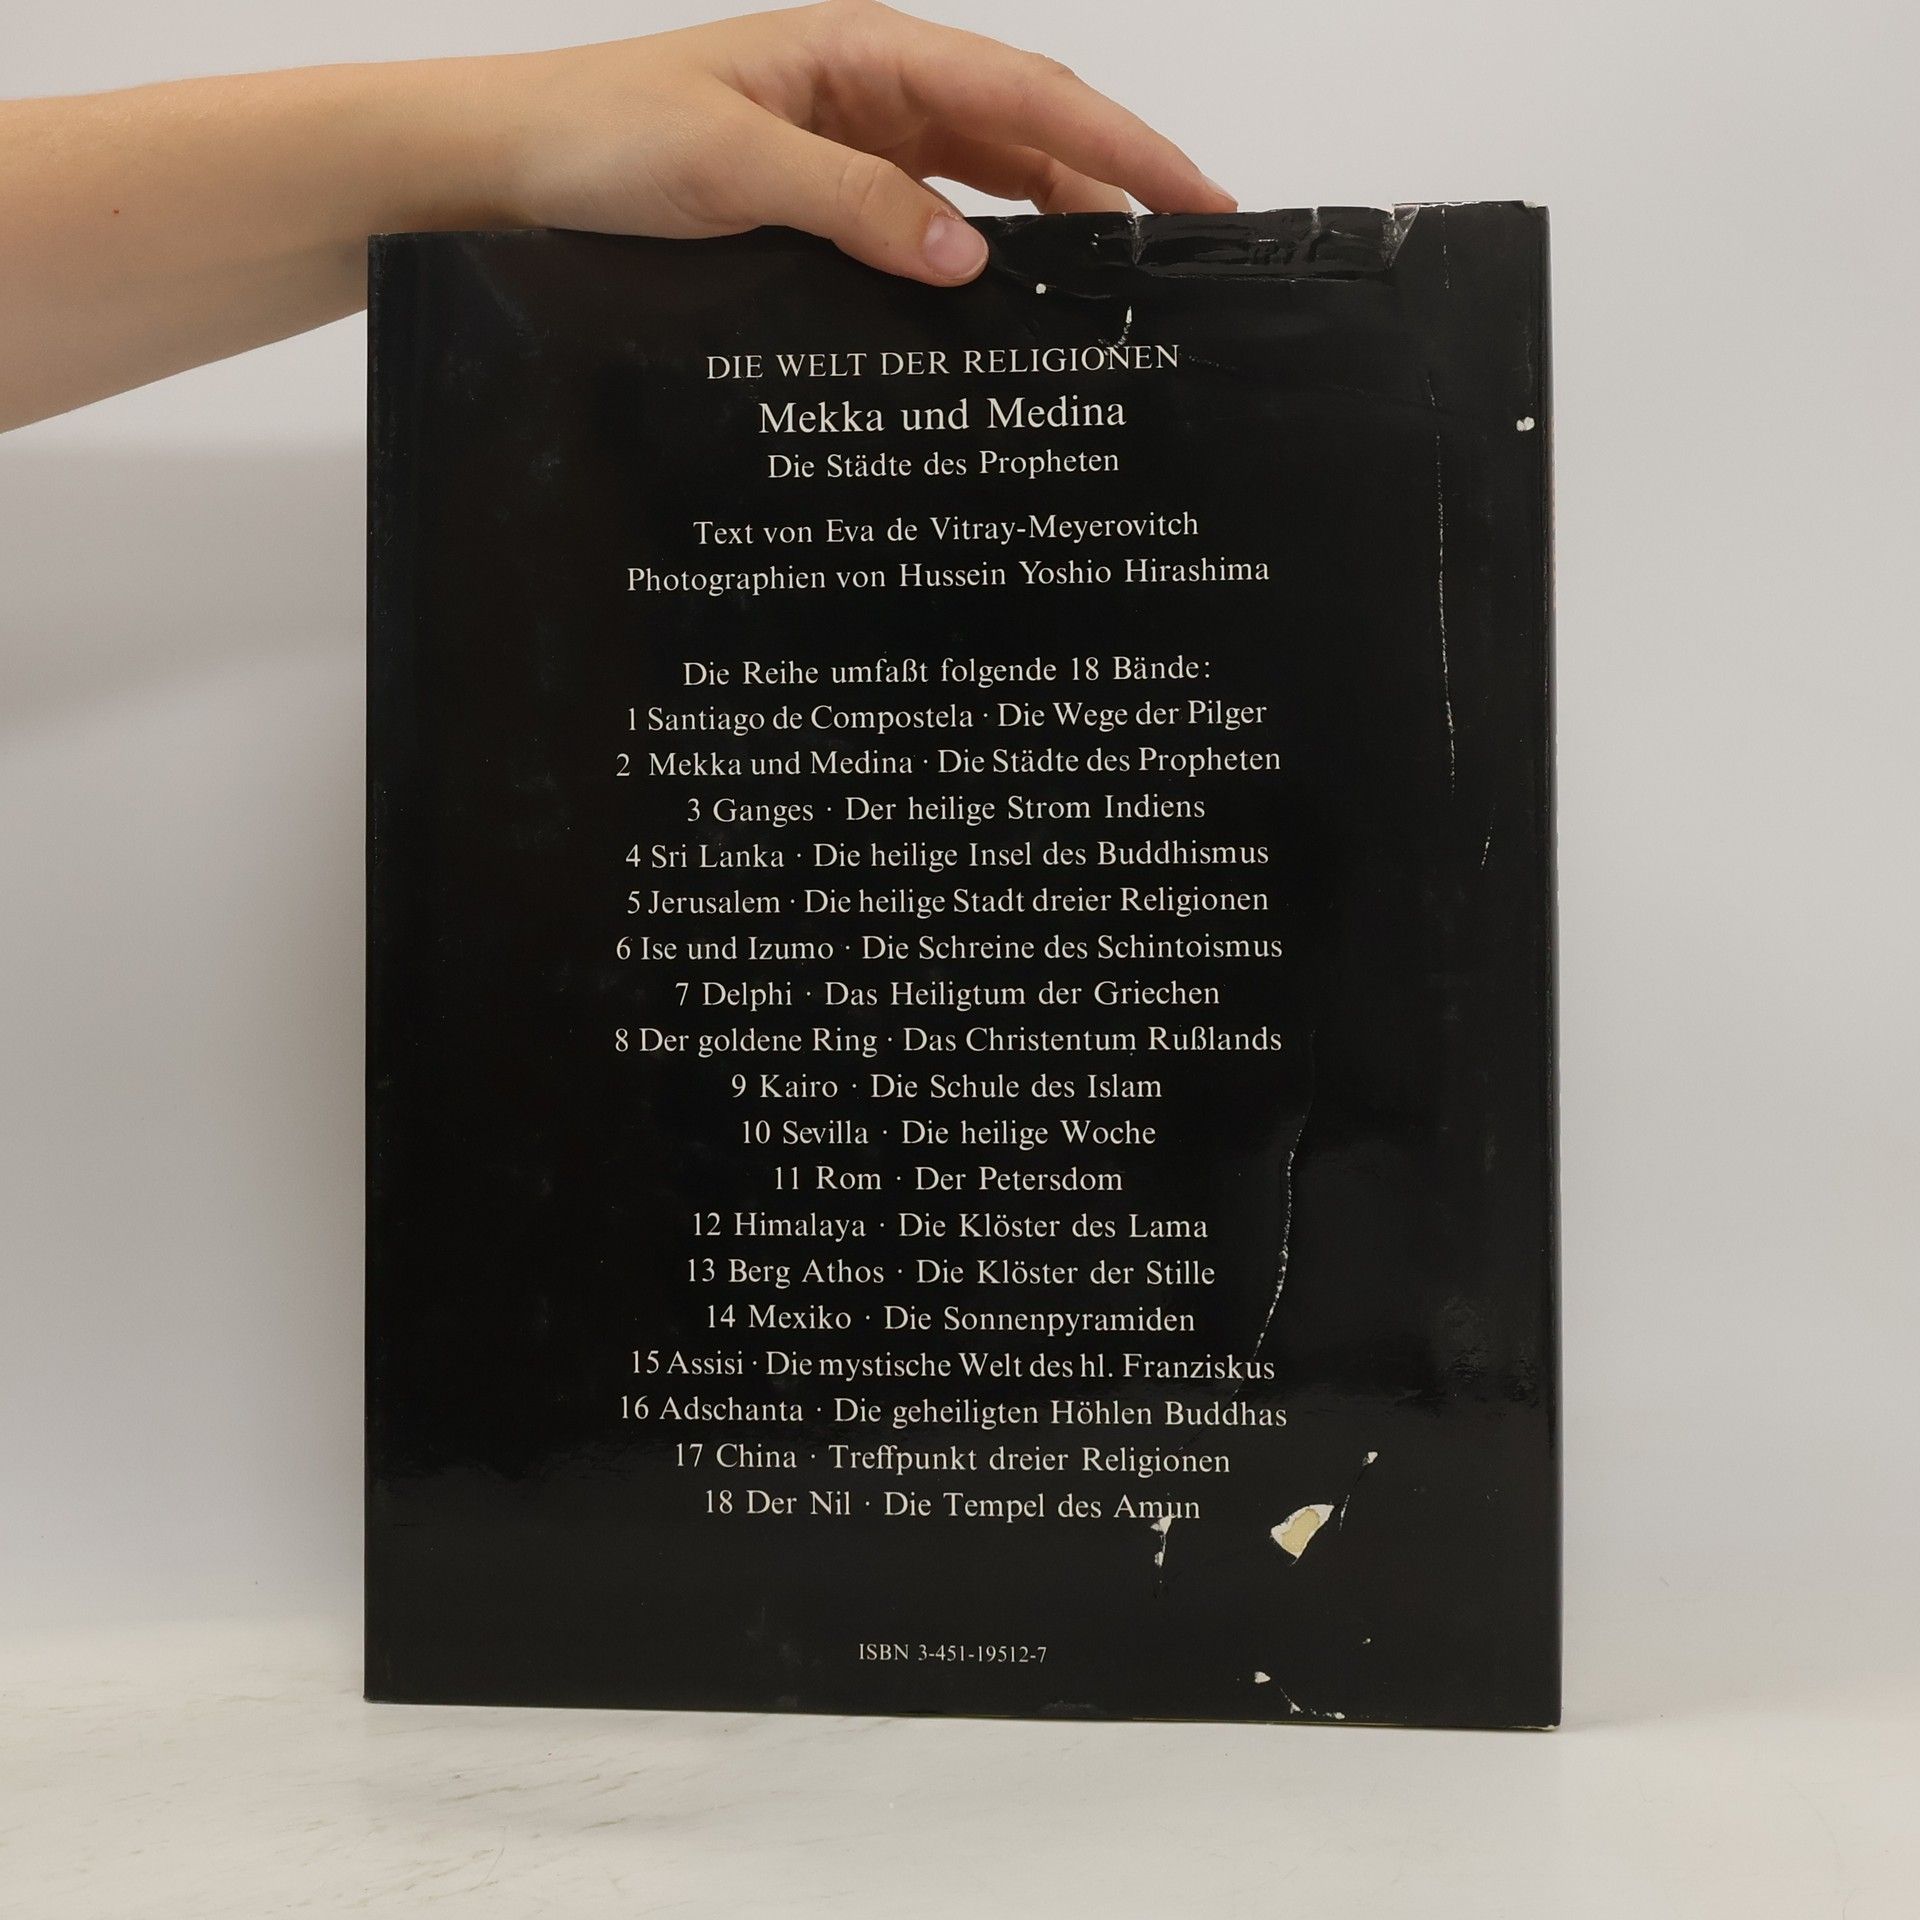 DIE WELT DER RELIGIONEN
Mekka und Medina
Die Städte des Propheten
Text von Eva de Vitray-Meyerovitch
Photographien von Hussein Yoshio Hirashima
Die Reihe umfaßt folgende 18 Bände:
1 Santiago de Compostela · Die Wege der Pilger
2 Mekka und Medina · Die Städte des Propheten
3 Ganges · Der heilige Strom Indiens
4 Sri Lanka · Die heilige Insel des Buddhismus
5 Jerusalem · Die heilige Stadt dreier Religionen
6 Ise und Izumo · Die Schreine des Schintoismus
7 Delphi · Das Heiligtum der Griechen
8 Der goldene Ring · Das Christentum Rußlands
9 Kairo · Die Schule des Islam
10 Sevilla · Die heilige Woche
11 Rom · Der Petersdom
12 Himalaya · Die Klöster des Lama
13 Berg Athos · Die Klöster der Stille
14 Mexiko · Die Sonnenpyramiden
15 Assisi · Die mystische Welt des hl. Franziskus
16 Adschanta · Die geheiligten Höhlen Buddhas
17 China · Treffpunkt dreier Religionen
18 Der Nil · Die Tempel des Amun
ISBN 3-451-19512-7